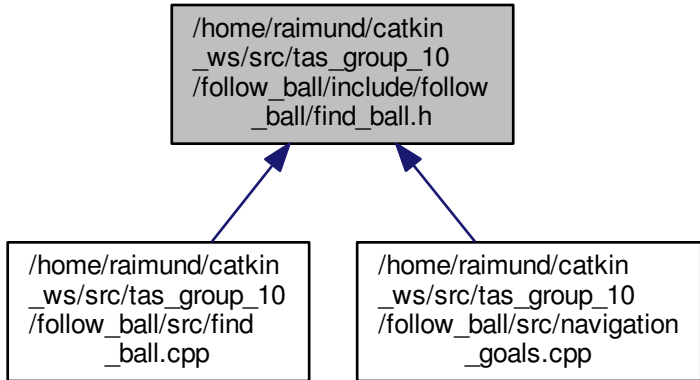 /home/raimund/catkin
_ws/src/tas_group_10
/follow_ball/include/follow
_ball/find_ball.h
/home/raimund/catkin
_ws/src/tas_group_10
/follow_ball/src/find
_ball.cpp
/home/raimund/catkin
_ws/src/tas_group_10
/follow_ball/src/navigation
_goals.cpp